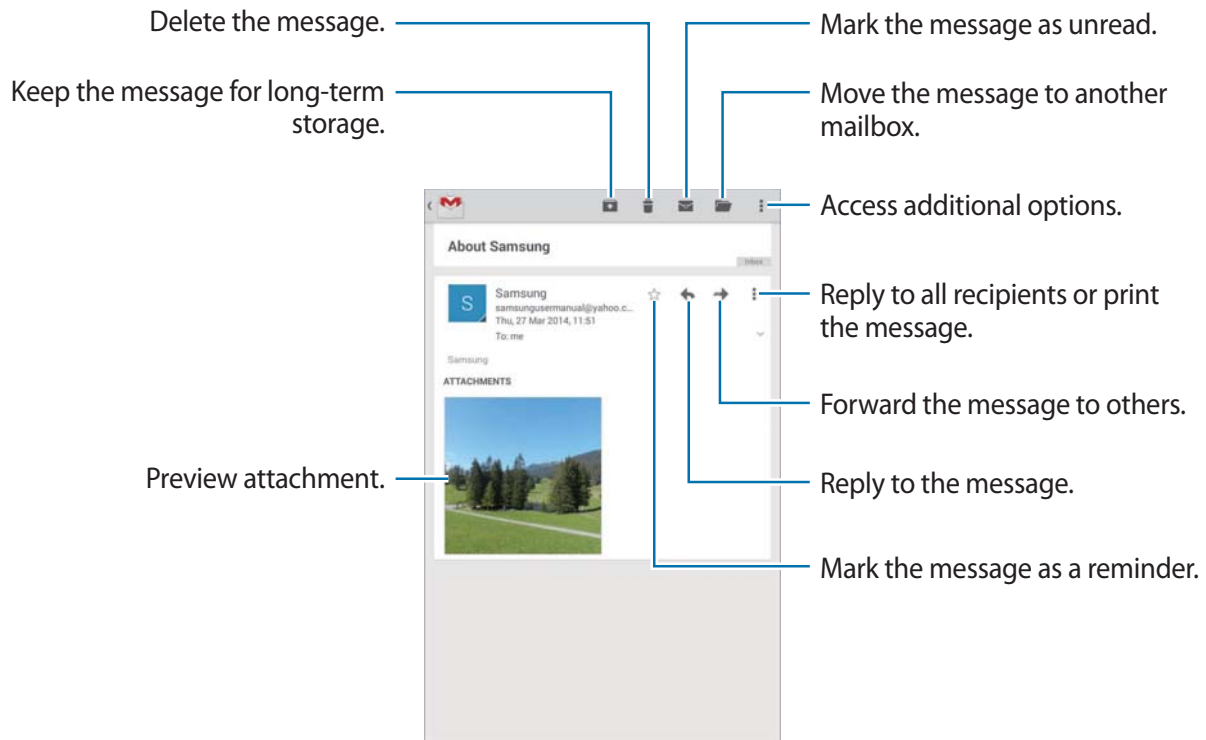 Delete the message.
Mark the message as unread.
Keep the message for long-term
storage.
Move the message to another
mailbox.
Access additional options.
About Samsung
Inbox
S
Samsung
samsungusermanual@yahoo.c...
Thu, 27 Mar 2014, 11:51
To: me
Reply to all recipients or print
the message.
Samsung
ATTACHMENTS
Forward the message to others.
Preview attachment.
Reply to the message.
Mark the message as a reminder.